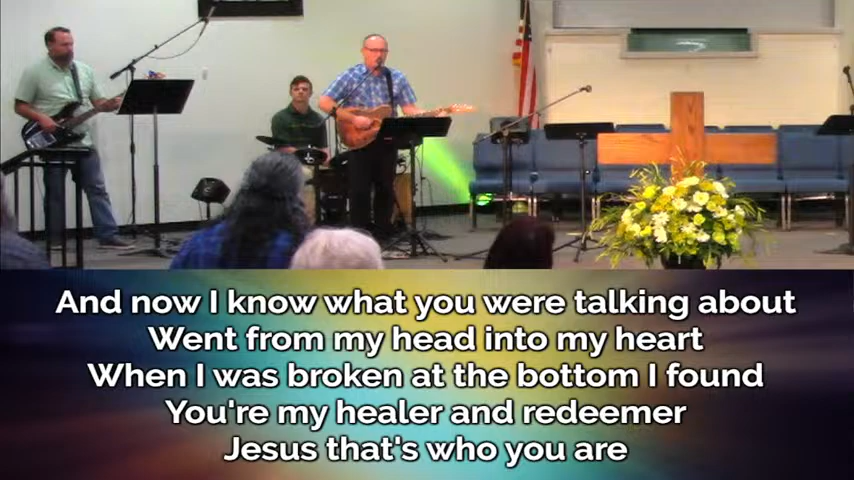 And now I know what you were talking about
Went from my head into my heart
When I was broken at the bottom I found
You're my healer and redeemer
Jesus that's who you are